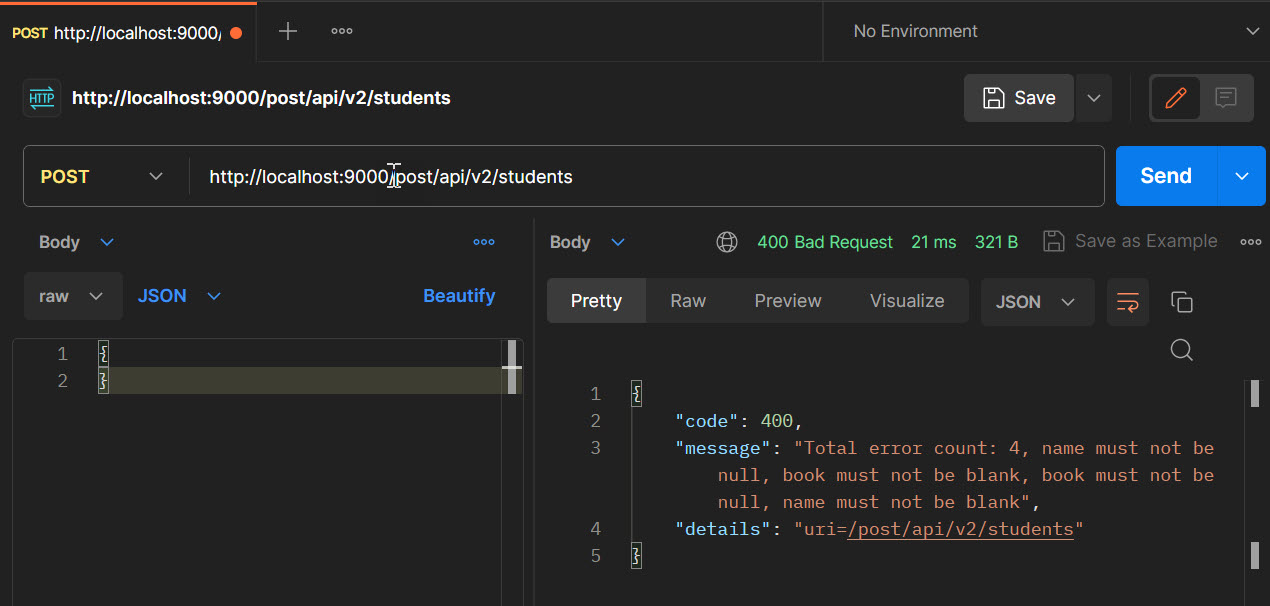 POST http://localhost:9000/
No Environment
HTTP http://localhost:9000/post/api/v2/students
Save
POST http://localhost:9000/post/api/v2/students
Send
Body
raw JSON Beautify
1 {
2 }
Body 400 Bad Request 21 ms 321 B Save as Example
Pretty Raw Preview Visualize JSON
1 {
2 "code": 400,
3 "message": "Total error count: 4, name must not be
null, book must not be blank, book must not be
null, name must not be blank",
4 "details": "uri=/post/api/v2/students"
5 }